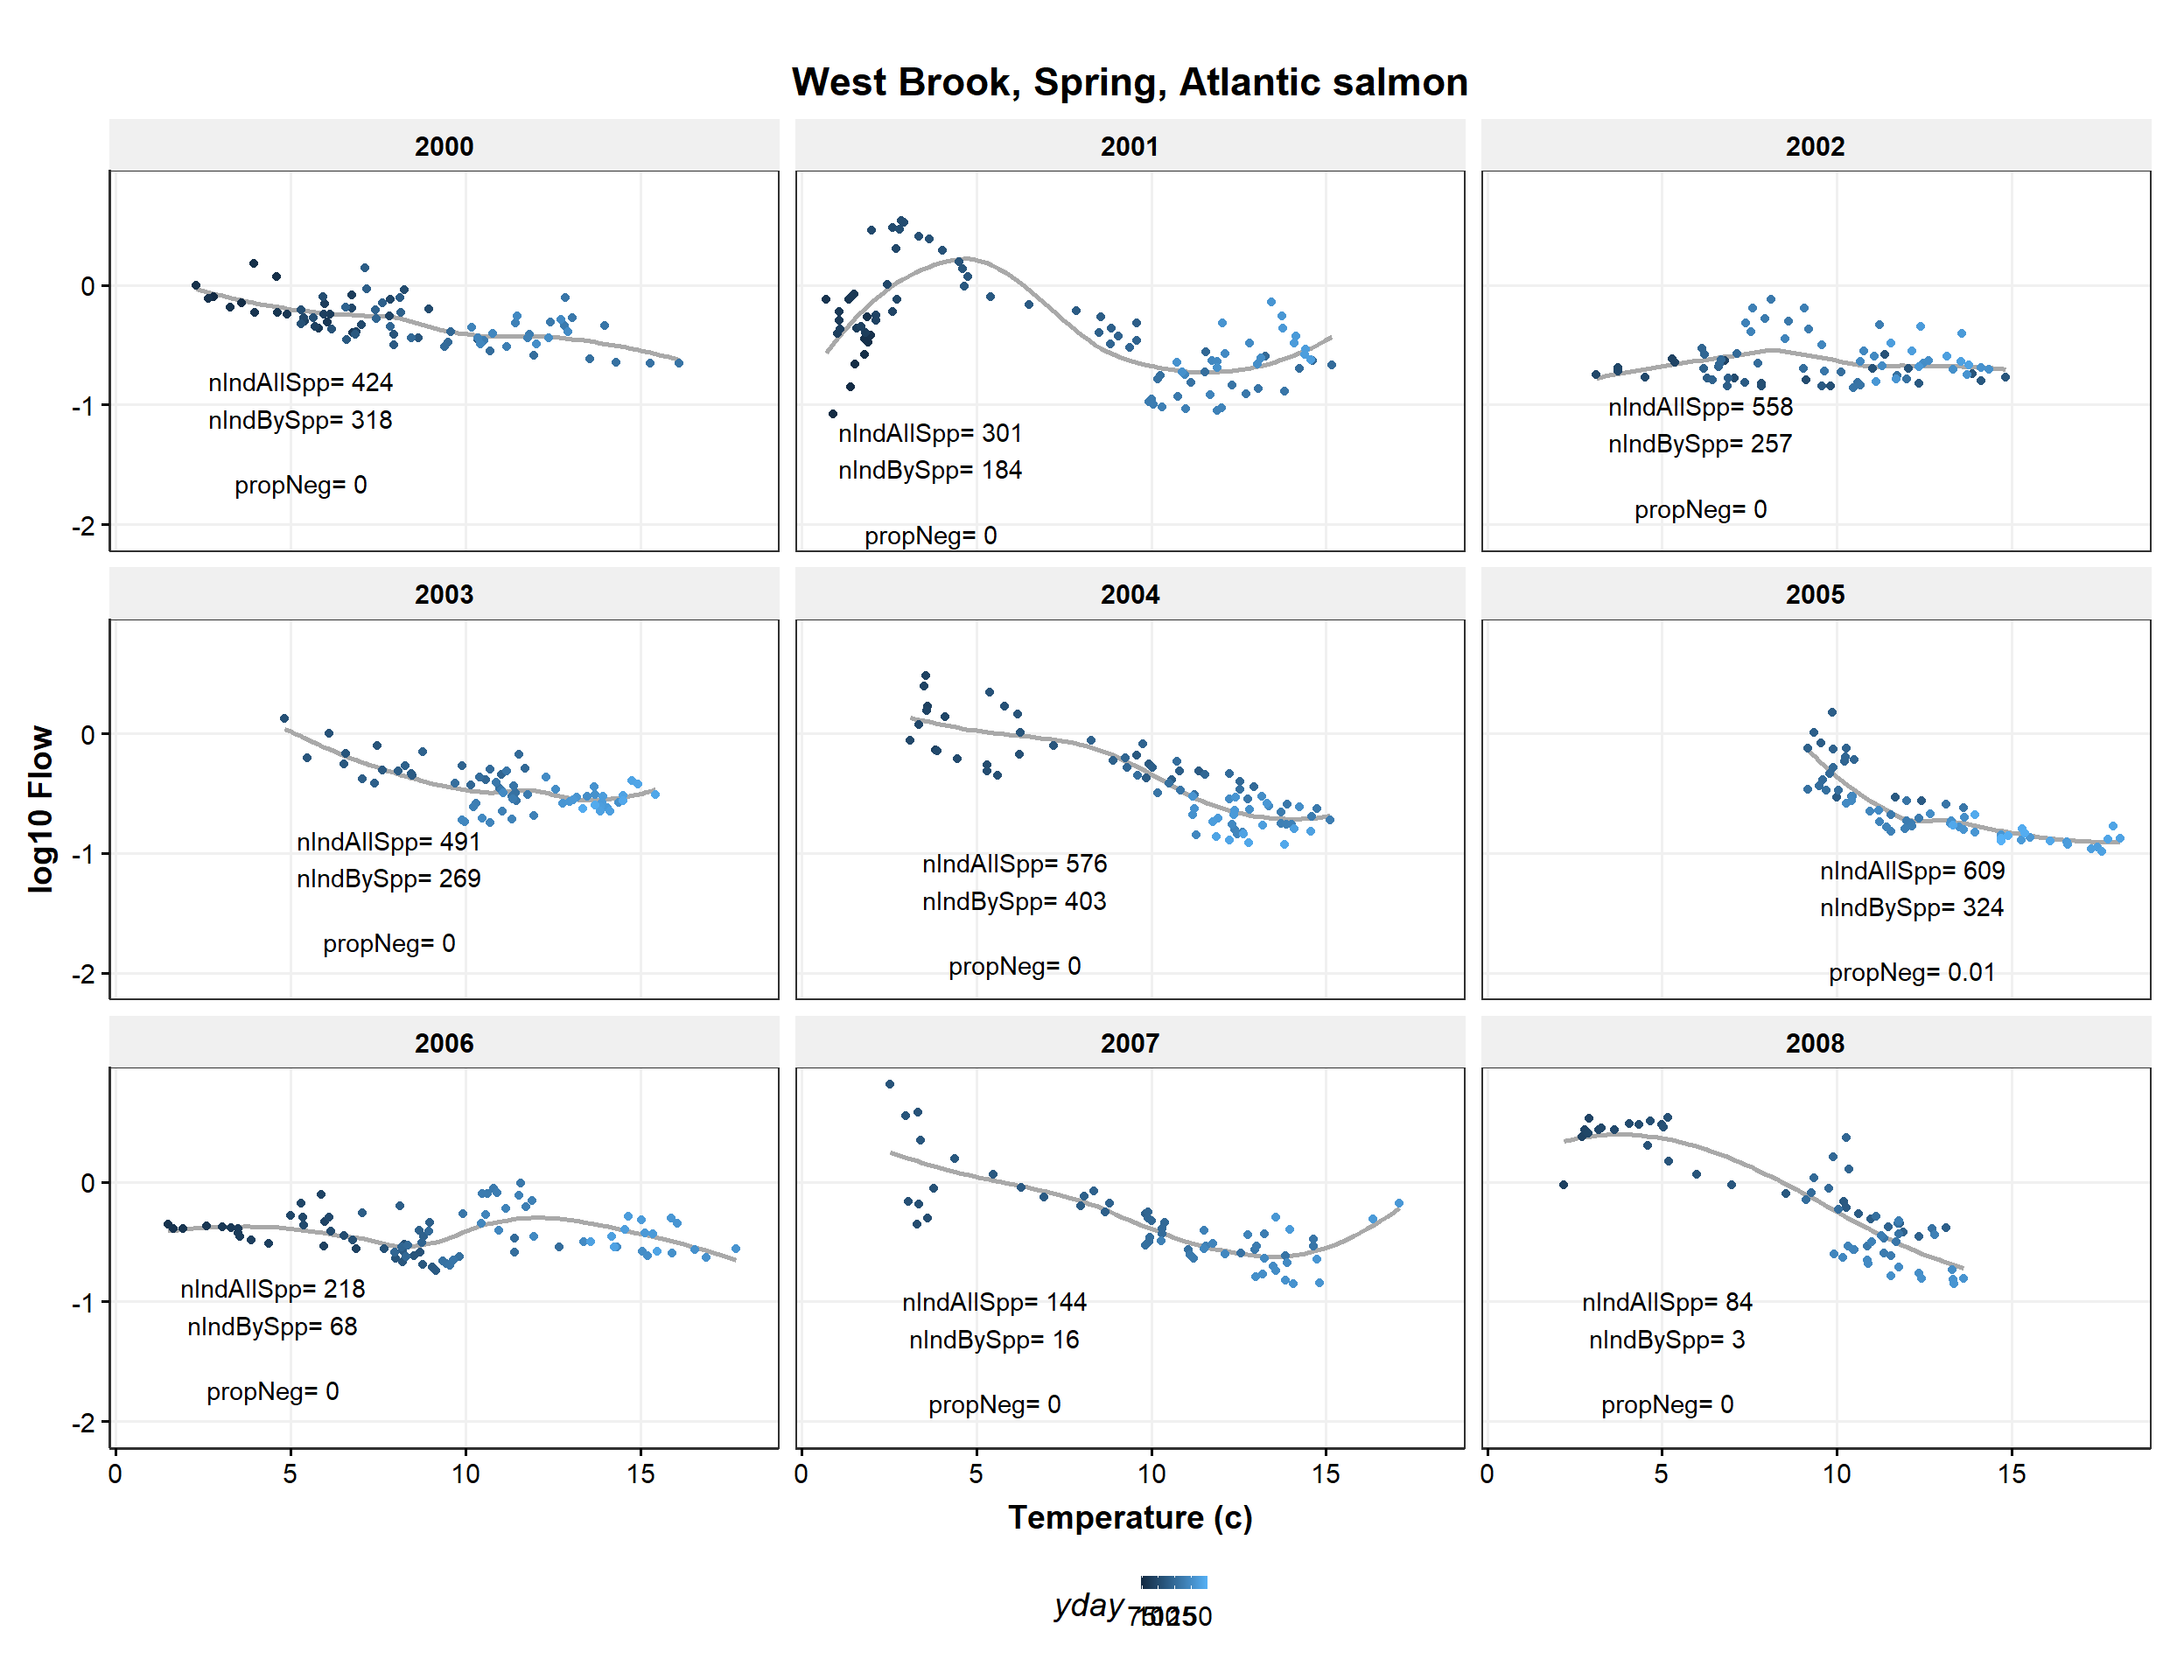 West Brook, Spring, Atlantic salmon
2000
2001
2002
0
-1
-2
nIndAllSpp= 424
nIndBySpp= 318
propNeg= 0
nIndAllSpp= 301
nIndBySpp= 184
propNeg= 0
nIndAllSpp= 558
nIndBySpp= 257
propNeg= 0
2003
2004
2005
0
-1
-2
nIndAllSpp= 491
nIndBySpp= 269
propNeg= 0
nIndAllSpp= 576
nIndBySpp= 403
propNeg= 0
nIndAllSpp= 609
nIndBySpp= 324
propNeg= 0.01
log10 Flow
2006
2007
2008
0
-1
-2
nIndAllSpp= 218
nIndBySpp= 68
propNeg= 0
nIndAllSpp= 144
nIndBySpp= 16
propNeg= 0
nIndAllSpp= 84
nIndBySpp= 3
propNeg= 0
0 5 10 15
0 5 10 15
0 5 10 15
Temperature (c)
yday